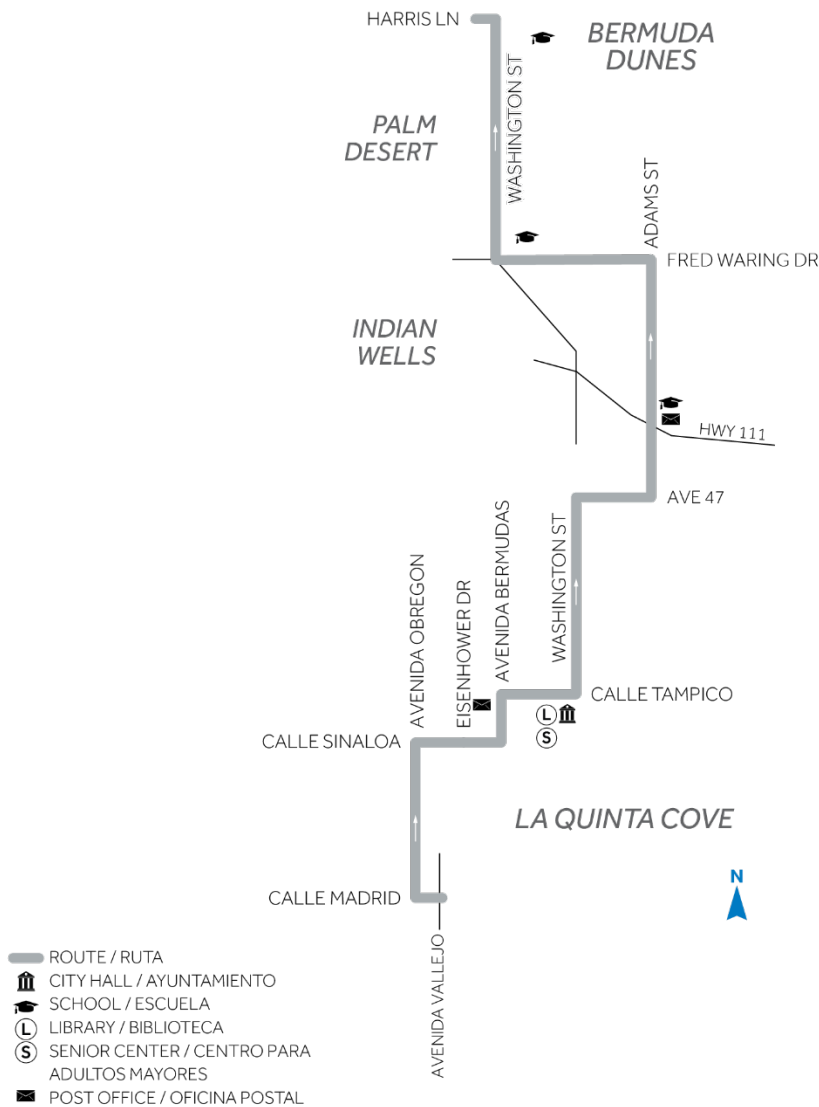 HARRIS LN
BERMUDA
DUNES
WASHINGTON ST
PALM
DESERT
ADAMS ST
FRED WARING DR
INDIAN
WELLS
HWY 111
AVE 47
AVENIDA OBREGON
EISENHOWER DR
AVENIDA BERMUDAS
WASHINGTON ST
CALLE TAMPICO
L
S
CALLE SINALOA
LA QUINTA COVE
CALLE MADRID
N
AVENIDA VALLEJO
ROUTE / RUTA
CITY HALL / AYUNTAMIENTO
SCHOOL / ESCUELA
L LIBRARY / BIBLIOTECA
S SENIOR CENTER / CENTRO PARA
ADULTOS MAYORES
POST OFFICE / OFICINA POSTAL